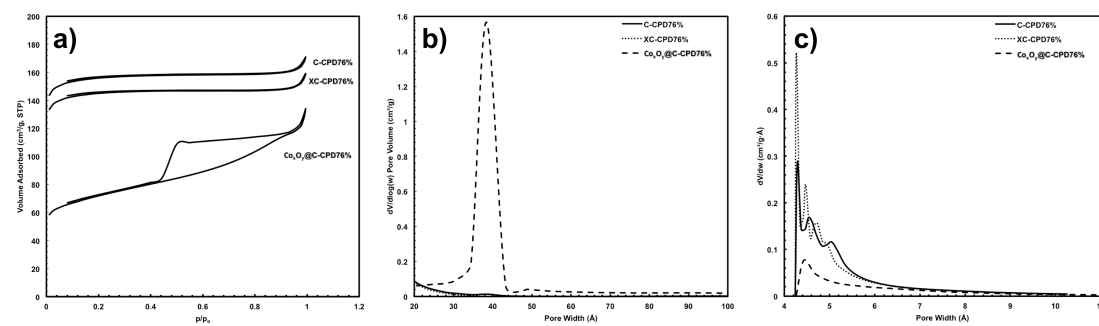 a)
Volume Adsorbed (cm³/g, STP)
200
180
160
140
120
100
80
60
40
20
0
C-CPD76%
XC-CPD76%
CoₓOᵧ@C-CPD76%
0
0.2
0.4
0.6
0.8
1
1.2
p/p₀
b)
dV/dlog(w) Pore Volume (cm³/g)
1.6
1.4
1.2
1
0.8
0.6
0.4
0.2
0
C-CPD76%
XC-CPD76%
CoₓOᵧ@C-CPD76%
20
30
40
50
60
70
80
90
100
Pore Width (Å)
c)
dV/dw (cm³/g·Å)
0.6
0.5
0.4
0.3
0.2
0.1
0
C-CPD76%
XC-CPD76%
CoₓOᵧ@C-CPD76%
4
5
6
7
8
9
10
11
Pore Width (Å)